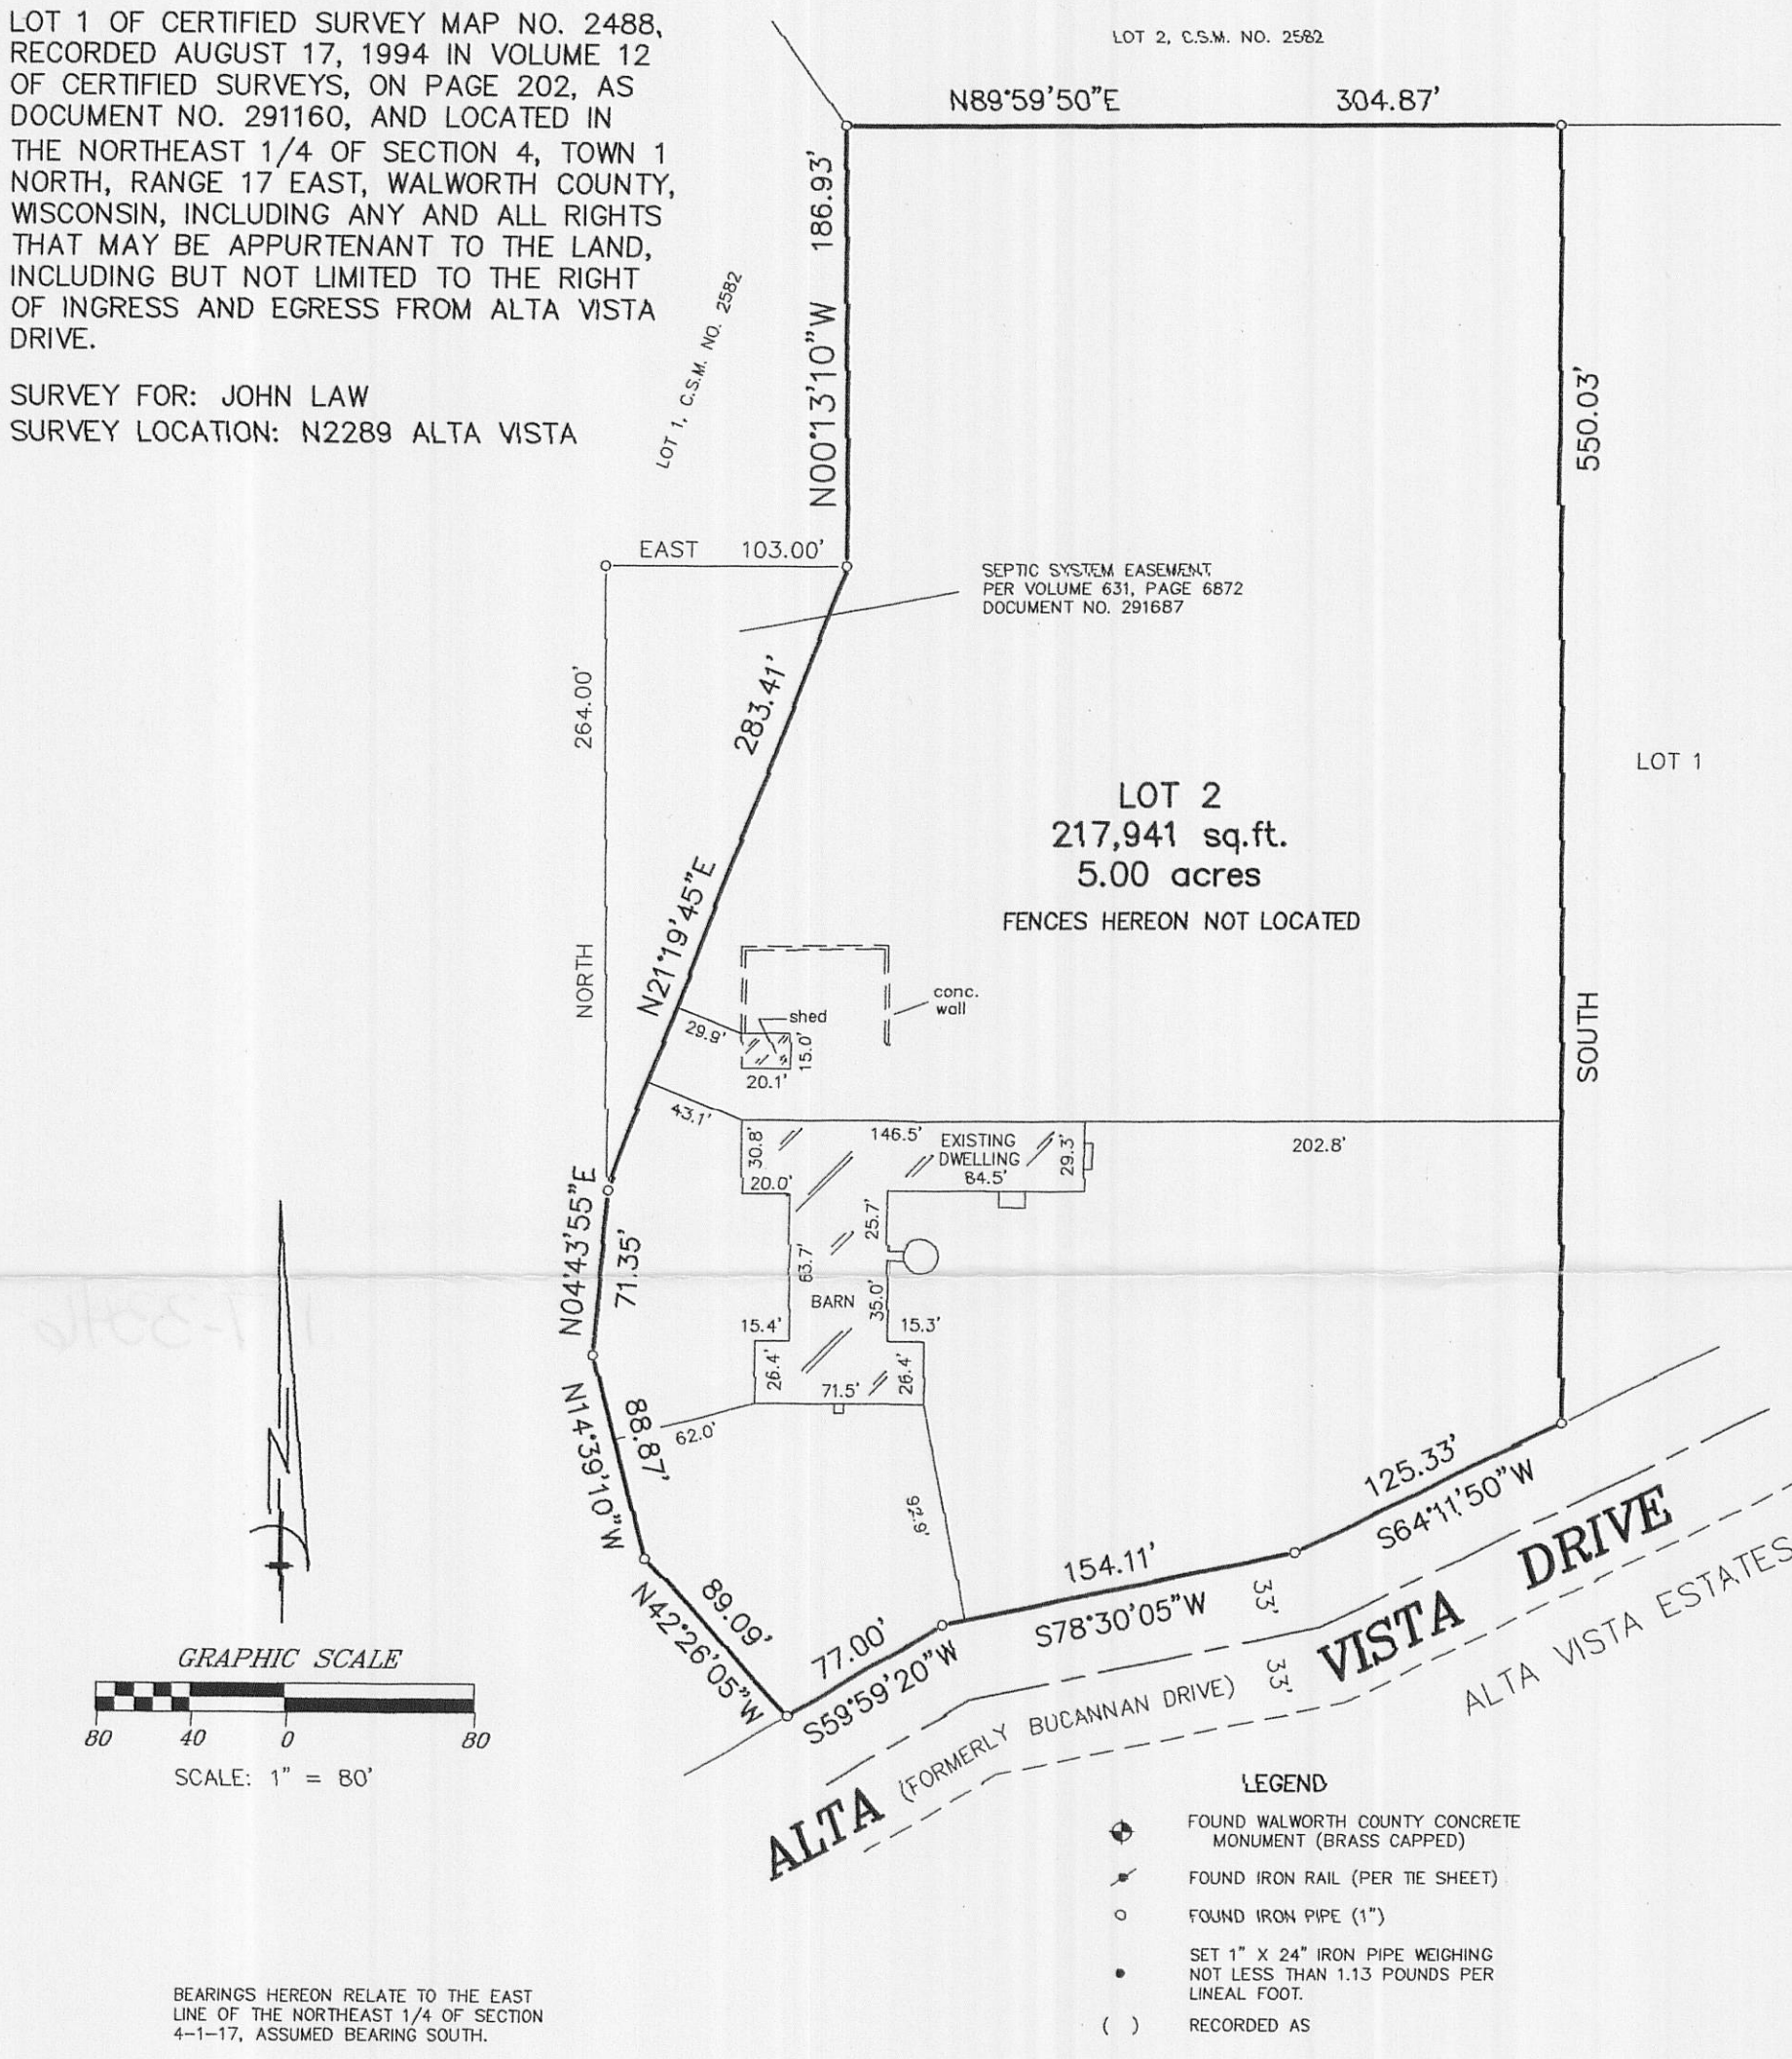 LOT 1 OF CERTIFIED SURVEY MAP NO. 2488,
RECORDED AUGUST 17, 1994 IN VOLUME 12
OF CERTIFIED SURVEYS, ON PAGE 202, AS
DOCUMENT NO. 291160, AND LOCATED IN
THE NORTHEAST 1/4 OF SECTION 4, TOWN 1
NORTH, RANGE 17 EAST, WALWORTH COUNTY,
WISCONSIN, INCLUDING ANY AND ALL RIGHTS
THAT MAY BE APPURTENANT TO THE LAND,
INCLUDING BUT NOT LIMITED TO THE RIGHT
OF INGRESS AND EGRESS FROM ALTA VISTA
DRIVE.
SURVEY FOR: JOHN LAW
SURVEY LOCATION: N2289 ALTA VISTA
LOT 2, C.S.M. NO. 2582
N89°59'50"E 304.87'
186.93'
N00°13'10"W
LOT 1, C.S.M. NO. 2582
550.03'
SOUTH
EAST 103.00'
SEPTIC SYSTEM EASEMENT
PER VOLUME 631, PAGE 6872
DOCUMENT NO. 291687
264.00'
NORTH
283.41'
N21°19'45"E
LOT 1
LOT 2
217,941 sq.ft.
5.00 acres
FENCES HEREON NOT LOCATED
conc.
wall
shed
29.9'
15.0'
20.1'
43.1'
30.8'
146.5'
EXISTING
DWELLING
84.5'
29.3'
202.8'
20.0'
25.7'
63.7'
BARN
35.0'
15.4'
15.3'
26.4'
71.5'
26.4'
62.0'
92.9'
N04°43'55"E
71.35'
N14°39'10"W
88.87'
N42°26'05"W
89.09'
77.00'
S59°59'20"W
154.11'
S78°30'05"W
125.33'
S64°11'50"W
33'
33'
ALTA VISTA DRIVE
(FORMERLY BUCANNAN DRIVE)
ALTA VISTA ESTATES
N
GRAPHIC SCALE
80 40 0 80
SCALE: 1" = 80'
LEGEND
FOUND WALWORTH COUNTY CONCRETE
MONUMENT (BRASS CAPPED)
FOUND IRON RAIL (PER TIE SHEET)
FOUND IRON PIPE (1")
SET 1" X 24" IRON PIPE WEIGHING
NOT LESS THAN 1.13 POUNDS PER
LINEAL FOOT.
( ) RECORDED AS
BEARINGS HEREON RELATE TO THE EAST
LINE OF THE NORTHEAST 1/4 OF SECTION
4-1-17, ASSUMED BEARING SOUTH.